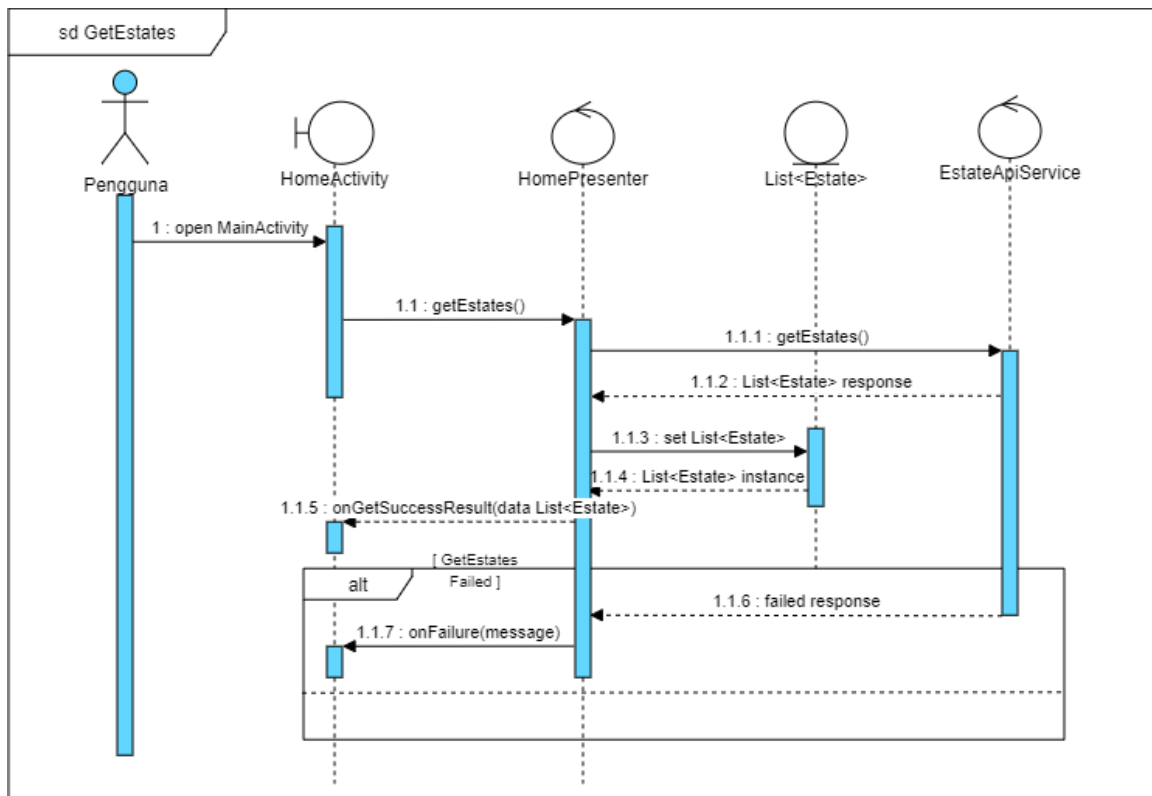 sd GetEstates
Pengguna
HomeActivity
HomePresenter
List<Estate>
EstateApiService
1 : open MainActivity
1.1 : getEstates()
1.1.1 : getEstates()
1.1.2 : List<Estate> response
1.1.3 : set List<Estate>
1.1.4 : List<Estate> instance
1.1.5 : onGetSuccessResult(data List<Estate>)
alt
[ GetEstates
Failed ]
1.1.6 : failed response
1.1.7 : onFailure(message)